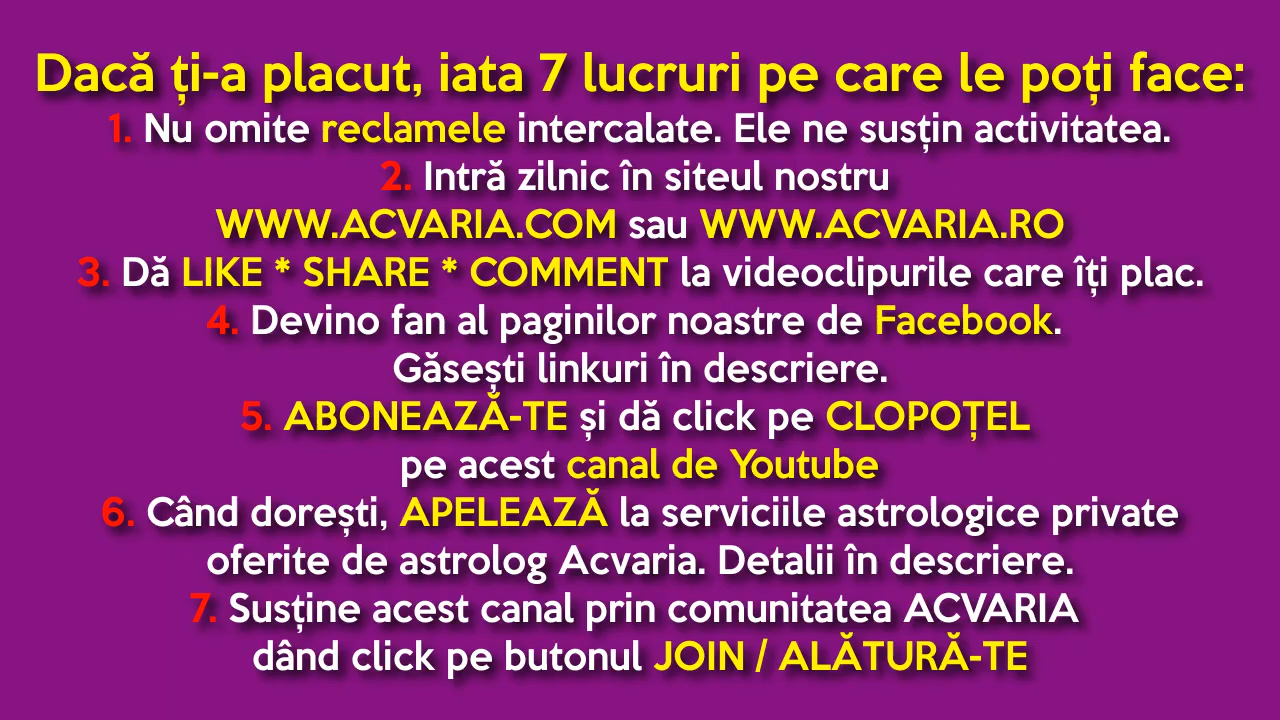 Dacă ți-a placut, iata 7 lucruri pe care le poți face:
1. Nu omite reclamele intercalate. Ele ne susțin activitatea.
2. Intră zilnic în siteul nostru
WWW.ACVARIA.COM sau WWW.ACVARIA.RO
3. Dă LIKE * SHARE * COMMENT la videoclipurile care îți plac.
4. Devino fan al paginilor noastre de Facebook.
Găsești linkuri în descriere.
5. ABONEAZĂ-TE și dă click pe CLOPOȚEL
pe acest canal de Youtube
6. Când dorești, APELEAZĂ la serviciile astrologice private
oferite de astrolog Acvaria. Detalii în descriere.
7. Susține acest canal prin comunitatea ACVARIA
dând click pe butonul JOIN / ALĂTURĂ-TE